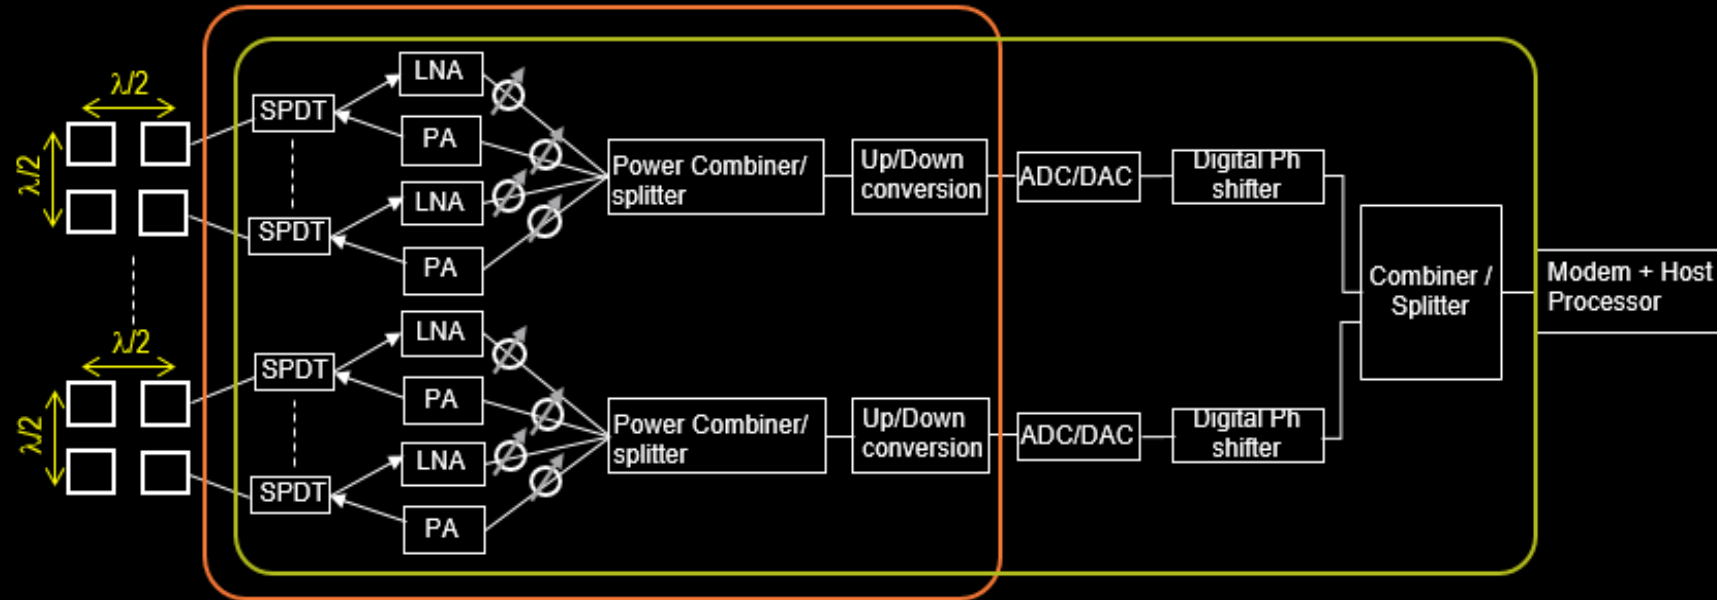 λ/2
λ/2
SPDT
LNA
PA
SPDT
LNA
PA
Power Combiner/
splitter
Up/Down
conversion
ADC/DAC
Digital Ph
shifter
Combiner /
Splitter
Modem + Host
Processor
λ/2
λ/2
SPDT
LNA
PA
SPDT
LNA
PA
Power Combiner/
splitter
Up/Down
conversion
ADC/DAC
Digital Ph
shifter